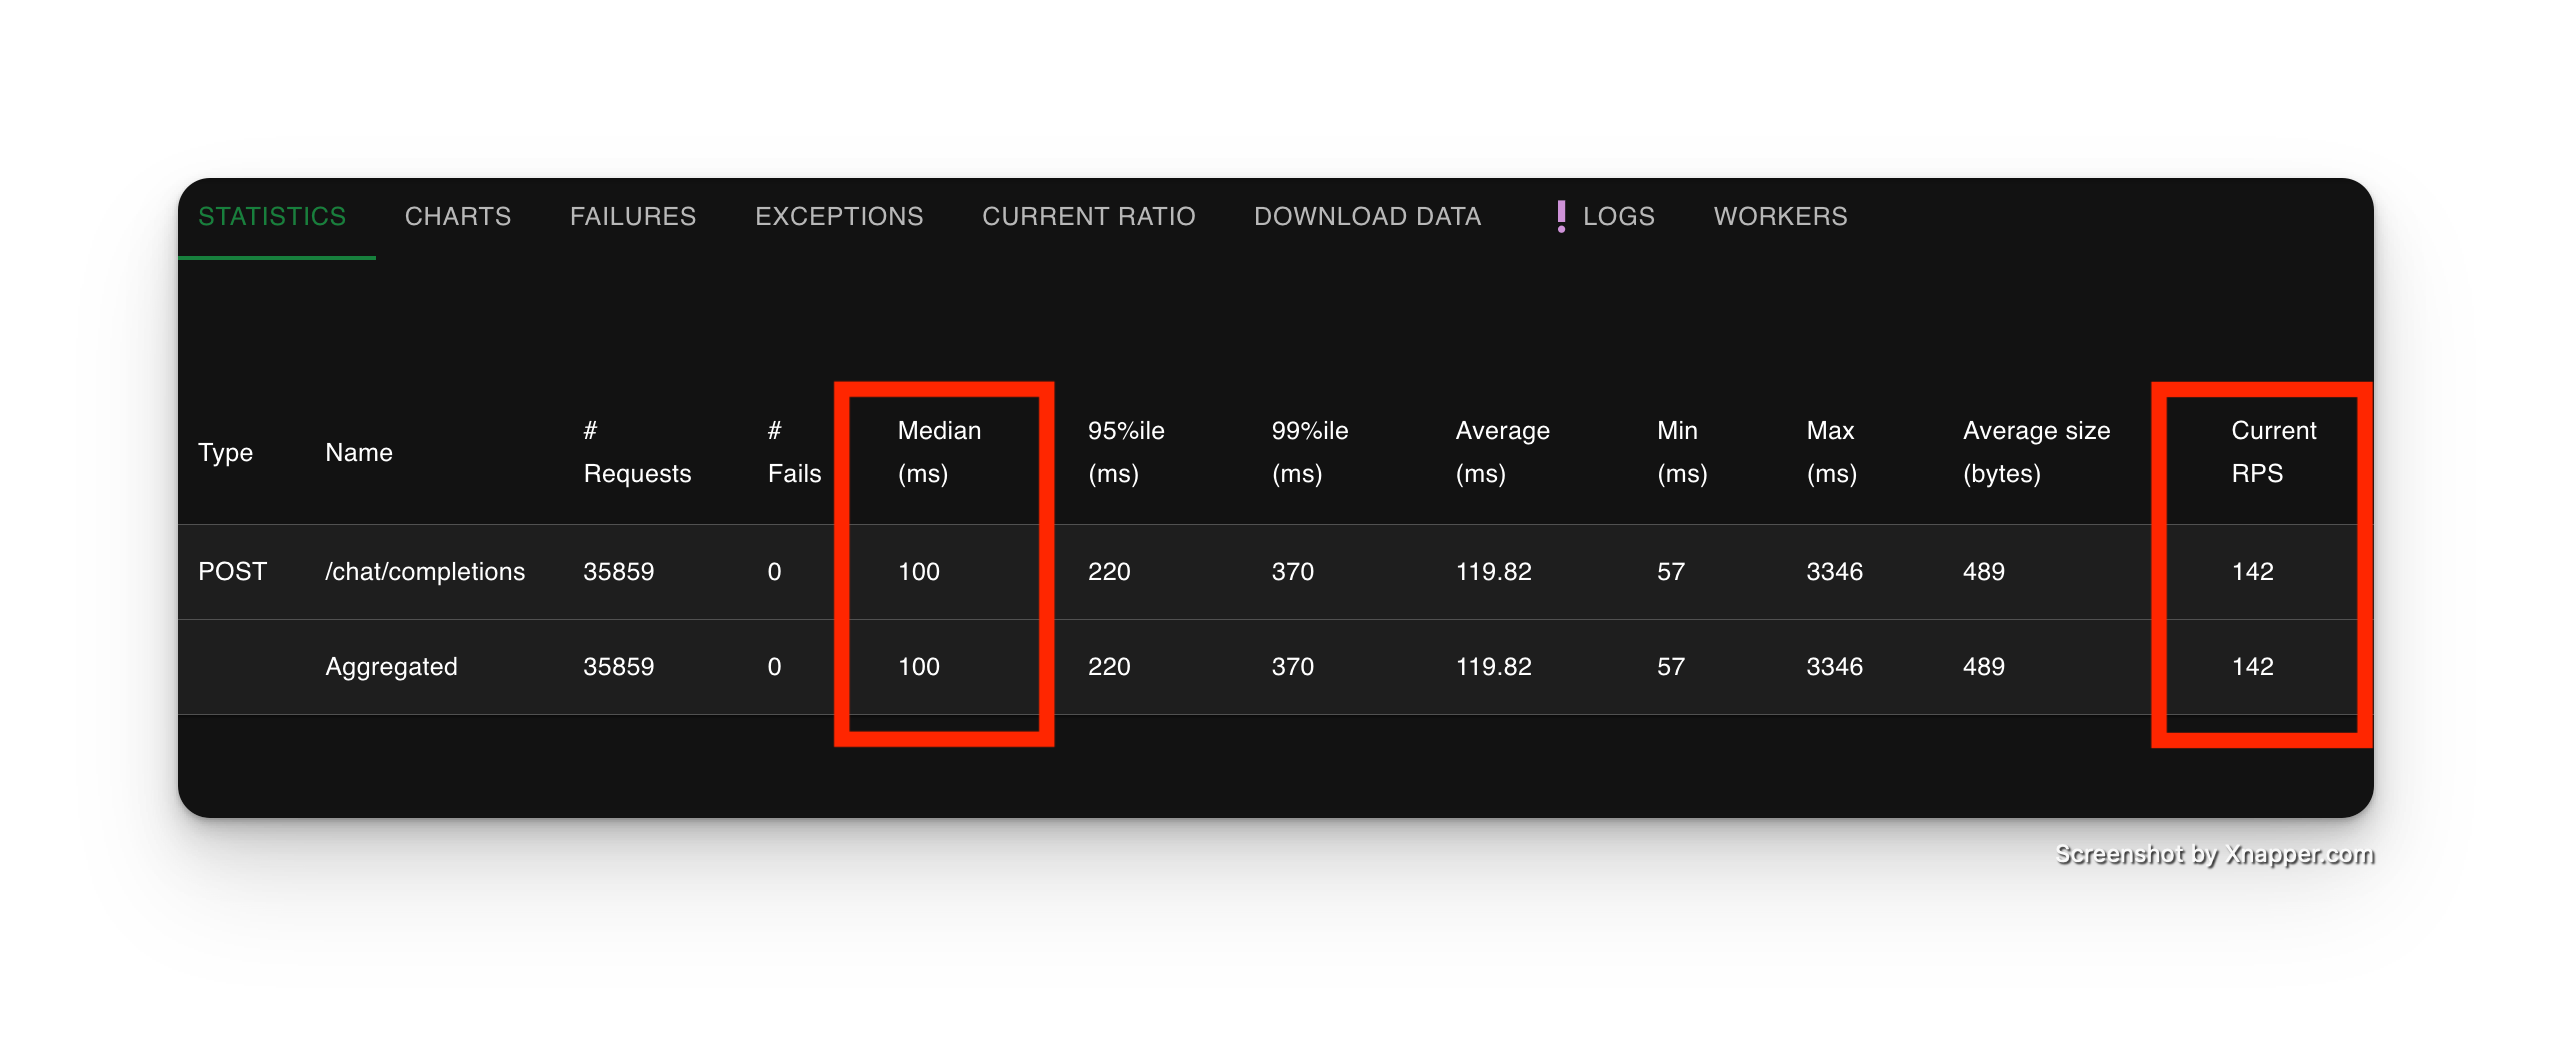 STATISTICS CHARTS FAILURES EXCEPTIONS CURRENT RATIO DOWNLOAD DATA ! LOGS WORKERS
Type Name # Requests # Fails Median (ms) 95%ile (ms) 99%ile (ms) Average (ms) Min (ms) Max (ms) Average size (bytes) Current RPS
POST /chat/completions 35859 0 100 220 370 119.82 57 3346 489 142
Aggregated 35859 0 100 220 370 119.82 57 3346 489 142
Screenshot by Xnapper.com